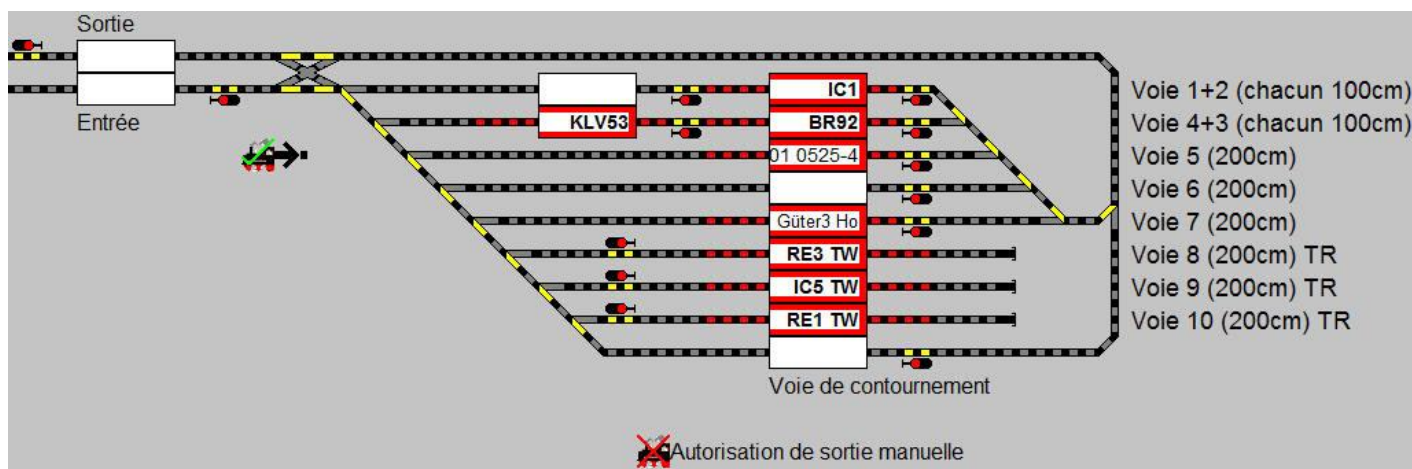 Sortie
Entrée
IC1
Voie 1+2 (chacun 100cm)
KLV53
BR92
Voie 4+3 (chacun 100cm)
01 0525-4
Voie 5 (200cm)
Voie 6 (200cm)
Güter3 Ho
Voie 7 (200cm)
RE3 TW
Voie 8 (200cm) TR
IC5 TW
Voie 9 (200cm) TR
RE1 TW
Voie 10 (200cm) TR
Voie de contournement
Autorisation de sortie manuelle